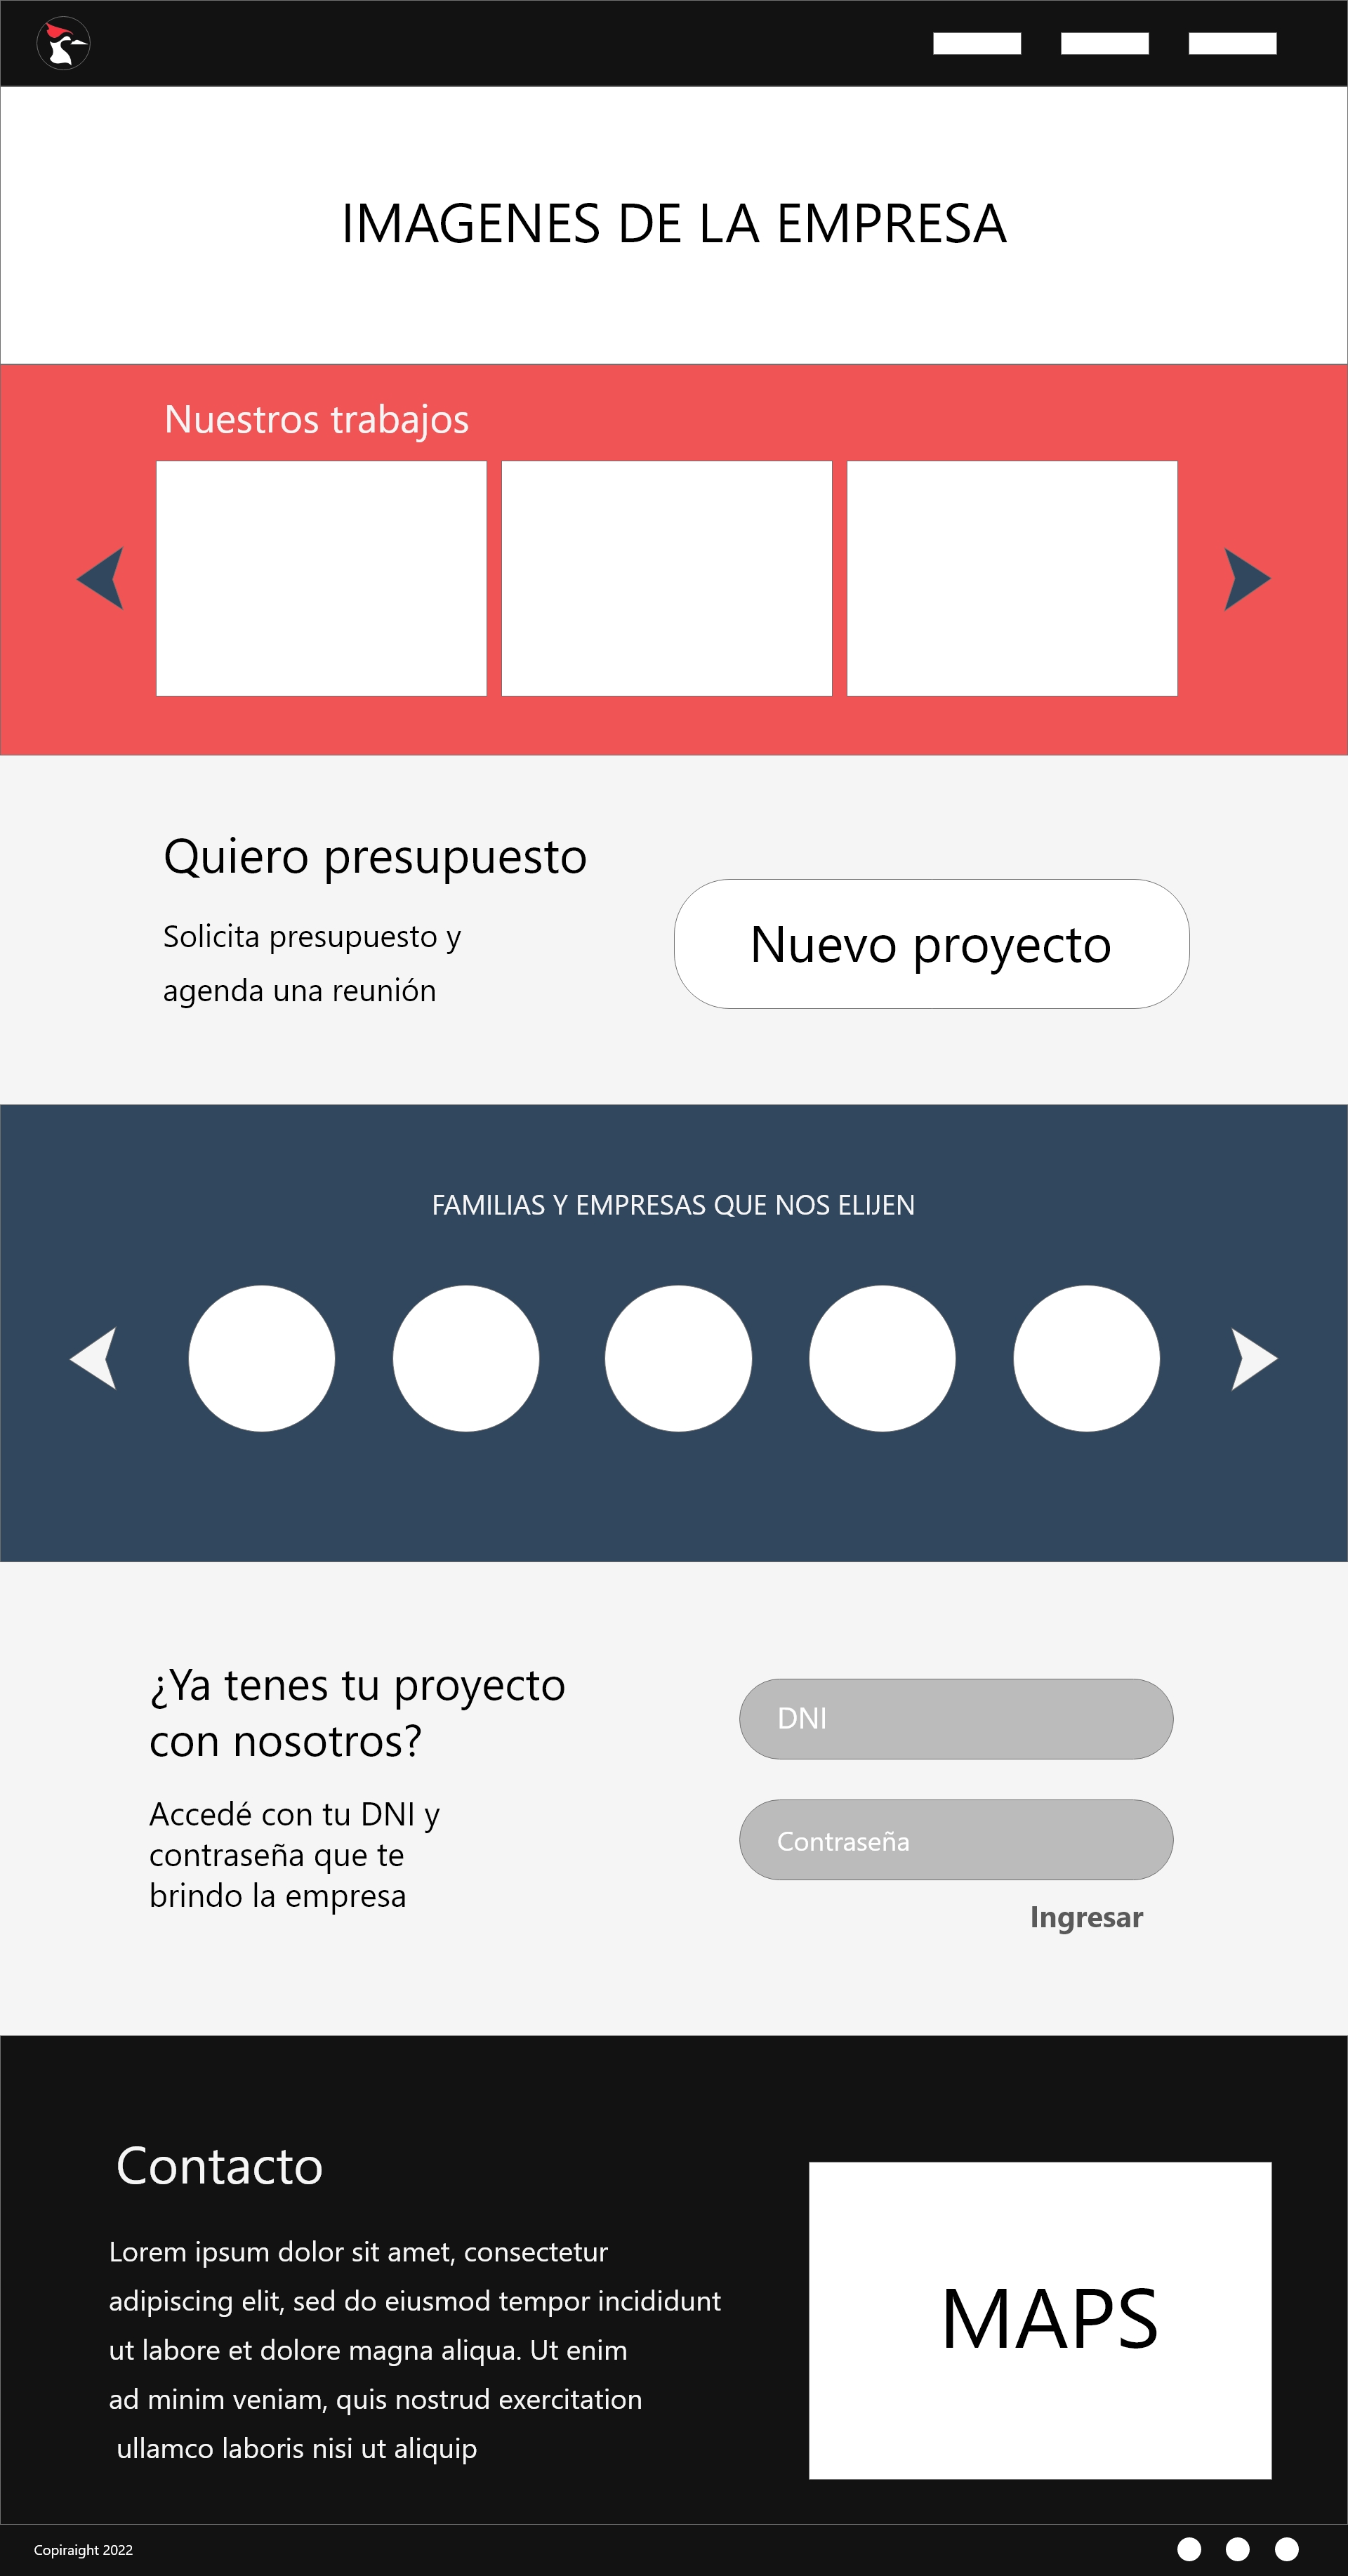 IMAGENES DE LA EMPRESA
Nuestros trabajos
Quiero presupuesto
Solicita presupuesto y
agenda una reunión
Nuevo proyecto
FAMILIAS Y EMPRESAS QUE NOS ELIJEN
¿Ya tenes tu proyecto
con nosotros?
Accedé con tu DNI y
contraseña que te
brindo la empresa
DNI
Contraseña
Ingresar
Contacto
Lorem ipsum dolor sit amet, consectetur
adipiscing elit, sed do eiusmod tempor incididunt
ut labore et dolore magna aliqua. Ut enim
ad minim veniam, quis nostrud exercitation
ullamco laboris nisi ut aliquip
MAPS
Copiraight 2022